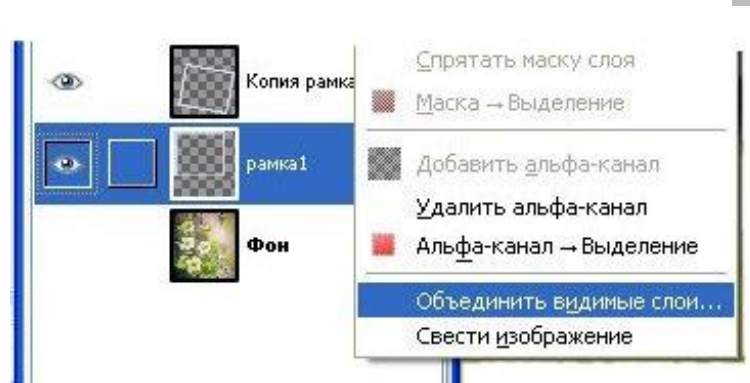 Копия рамка
рамка1
Фон
Спрятать маску слоя
Маска → Выделение
Добавить альфа-канал
Удалить альфа-канал
Альфа-канал → Выделение
Объединить видимые слои...
Свести изображение